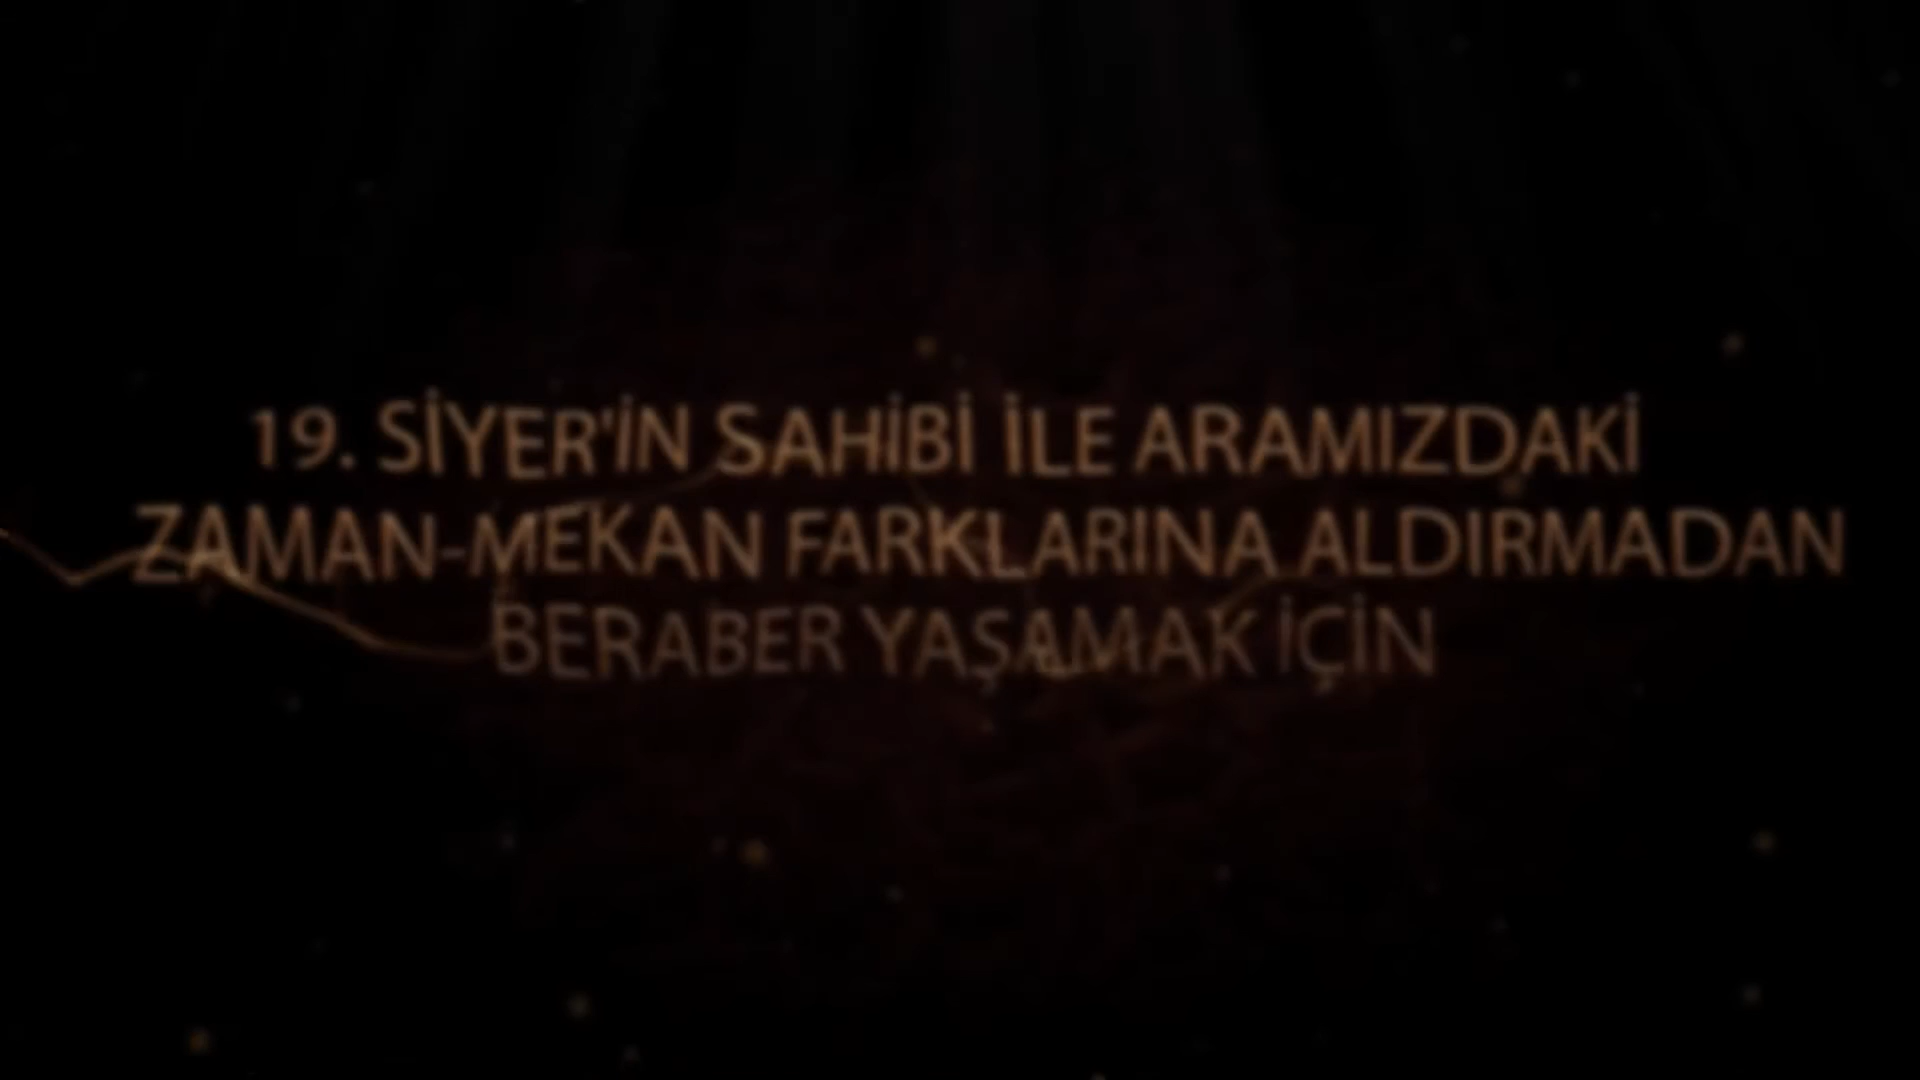 19. SİYER'İN SAHİBİ İLE ARAMIZDAKİ
ZAMAN-MEKAN FARKLARINA ALDIRMADAN
BERABER YAŞAMAK İÇİN